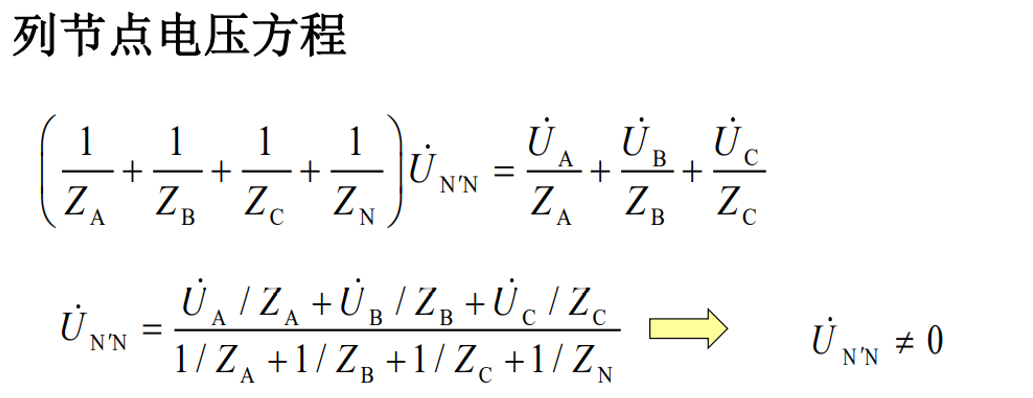 列节点电压方程
(1/Z_A + 1/Z_B + 1/Z_C + 1/Z_N) U̇_N′N = U̇_A/Z_A + U̇_B/Z_B + U̇_C/Z_C
U̇_N′N = (U̇_A / Z_A + U̇_B / Z_B + U̇_C / Z_C) / (1/ Z_A + 1/ Z_B + 1/ Z_C + 1/ Z_N) U̇_N′N ≠ 0